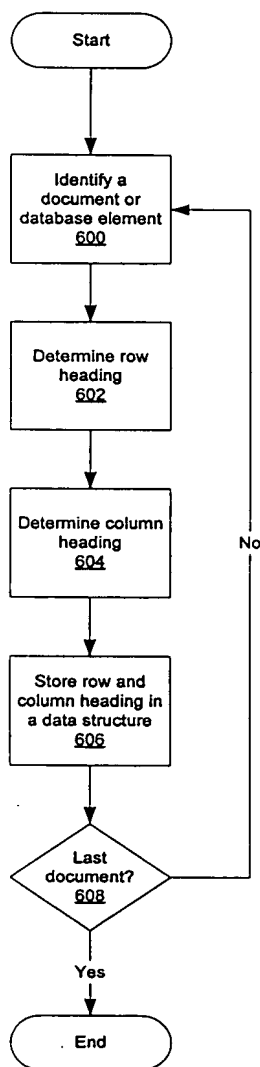 Start
Identify a
document or
database element
600
Determine row
heading
602
Determine column
heading
604
No
Store row and
column heading in
a data structure
606
Last
document?
608
Yes
End